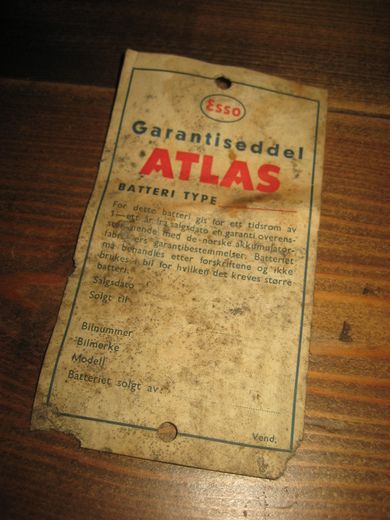 Esso
Garantiseddel
ATLAS
BATTERI TYPE
For dette batteri gis for ett tidsrom av
1—ett år fra salgsdato en garanti overens-
stemmende med de norske akkumulator-
fabrikkers garantibestemmelser. Batteriet
må behandles etter forskriftene og ikke
brukes i bil for hvilken det kreves større
batteri.
Salgsdato
Solgt til
Bilnummer
Bilmerke
Modell
Batteriet solgt av:
Vend.